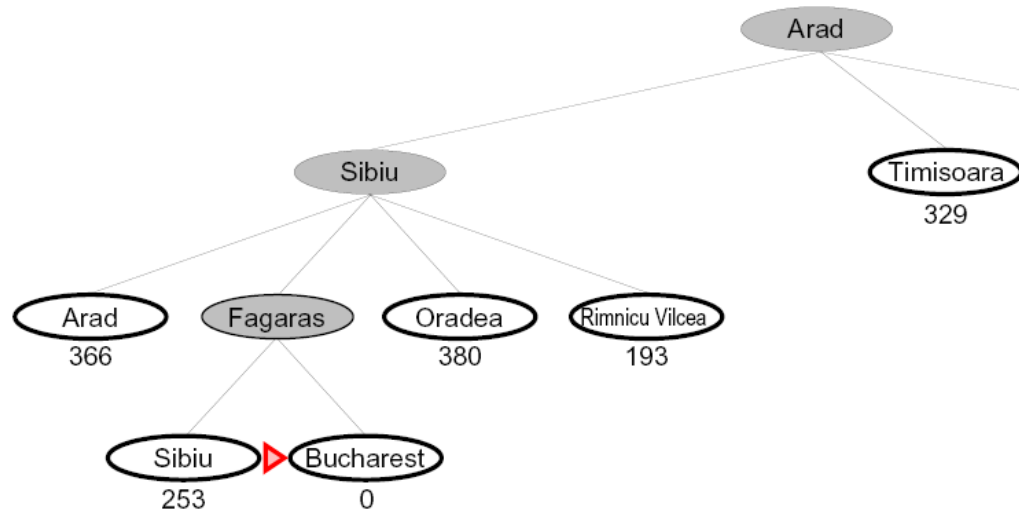 Arad
Sibiu
Timisoara
329
Arad
Fagaras
Oradea
Rimnicu Vilcea
366
380
193
Sibiu
Bucharest
253
0